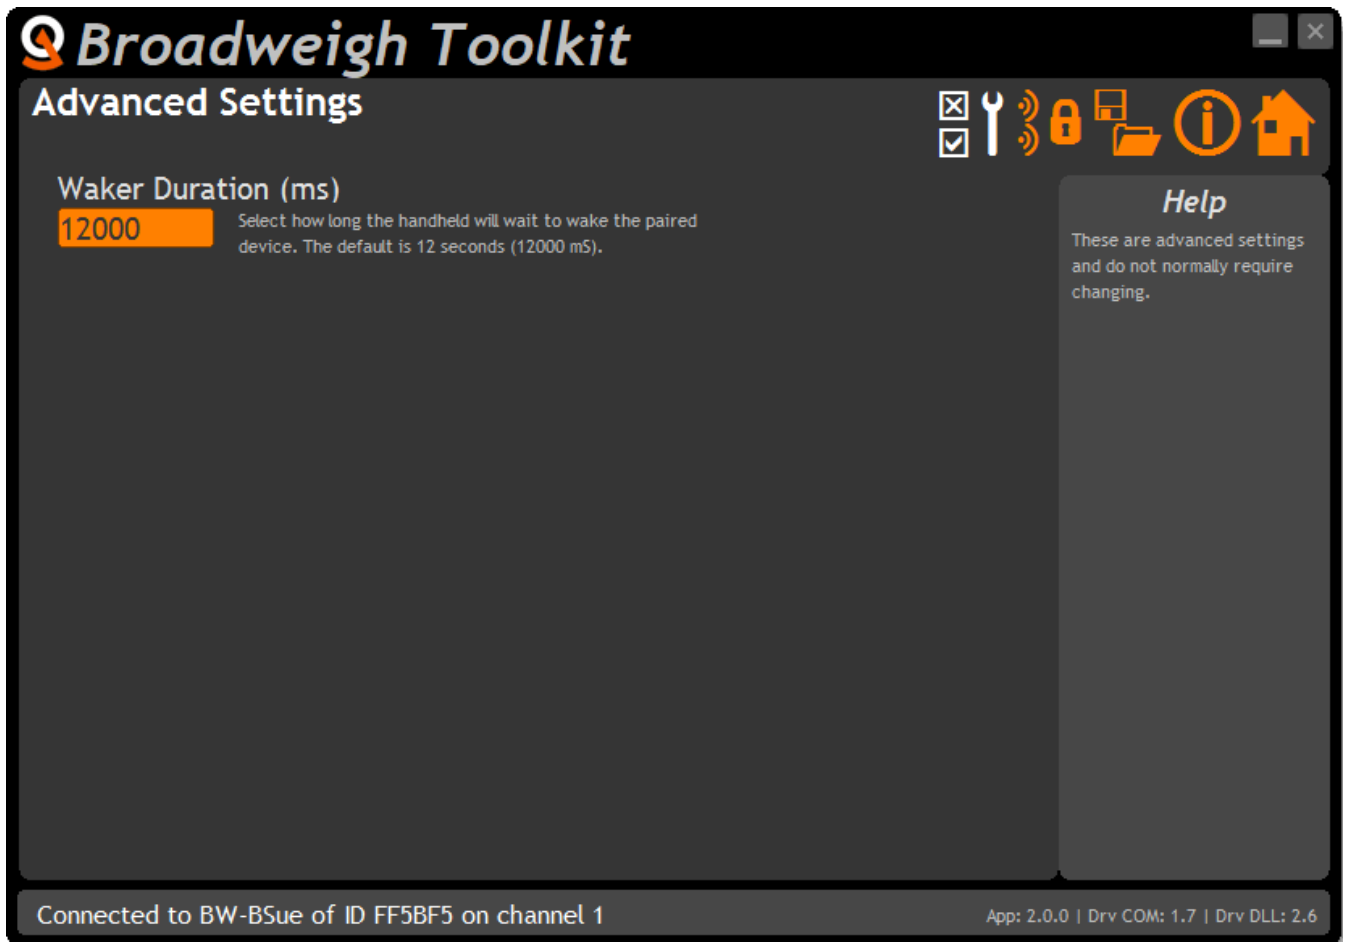 Broadweigh Toolkit
Advanced Settings
Waker Duration (ms)
12000
Select how long the handheld will wait to wake the paired
device. The default is 12 seconds (12000 mS).
Help
These are advanced settings
and do not normally require
changing.
Connected to BW-BSue of ID FF5BF5 on channel 1
App: 2.0.0 | Drv COM: 1.7 | Drv DLL: 2.6